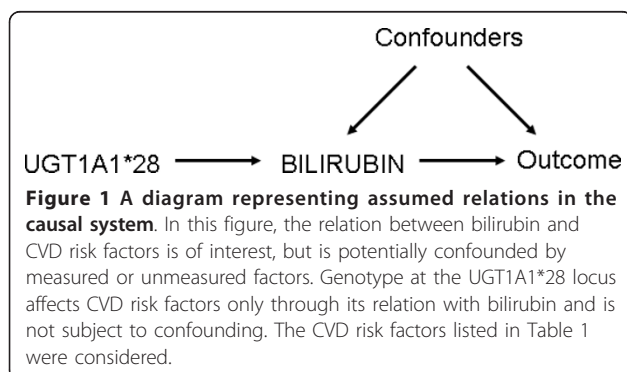 Confounders
UGT1A1*28 BILIRUBIN Outcome
Figure 1 A diagram representing assumed relations in the
causal system. In this figure, the relation between bilirubin and
CVD risk factors is of interest, but is potentially confounded by
measured or unmeasured factors. Genotype at the UGT1A1*28 locus
affects CVD risk factors only through its relation with bilirubin and is
not subject to confounding. The CVD risk factors listed in Table 1
were considered.